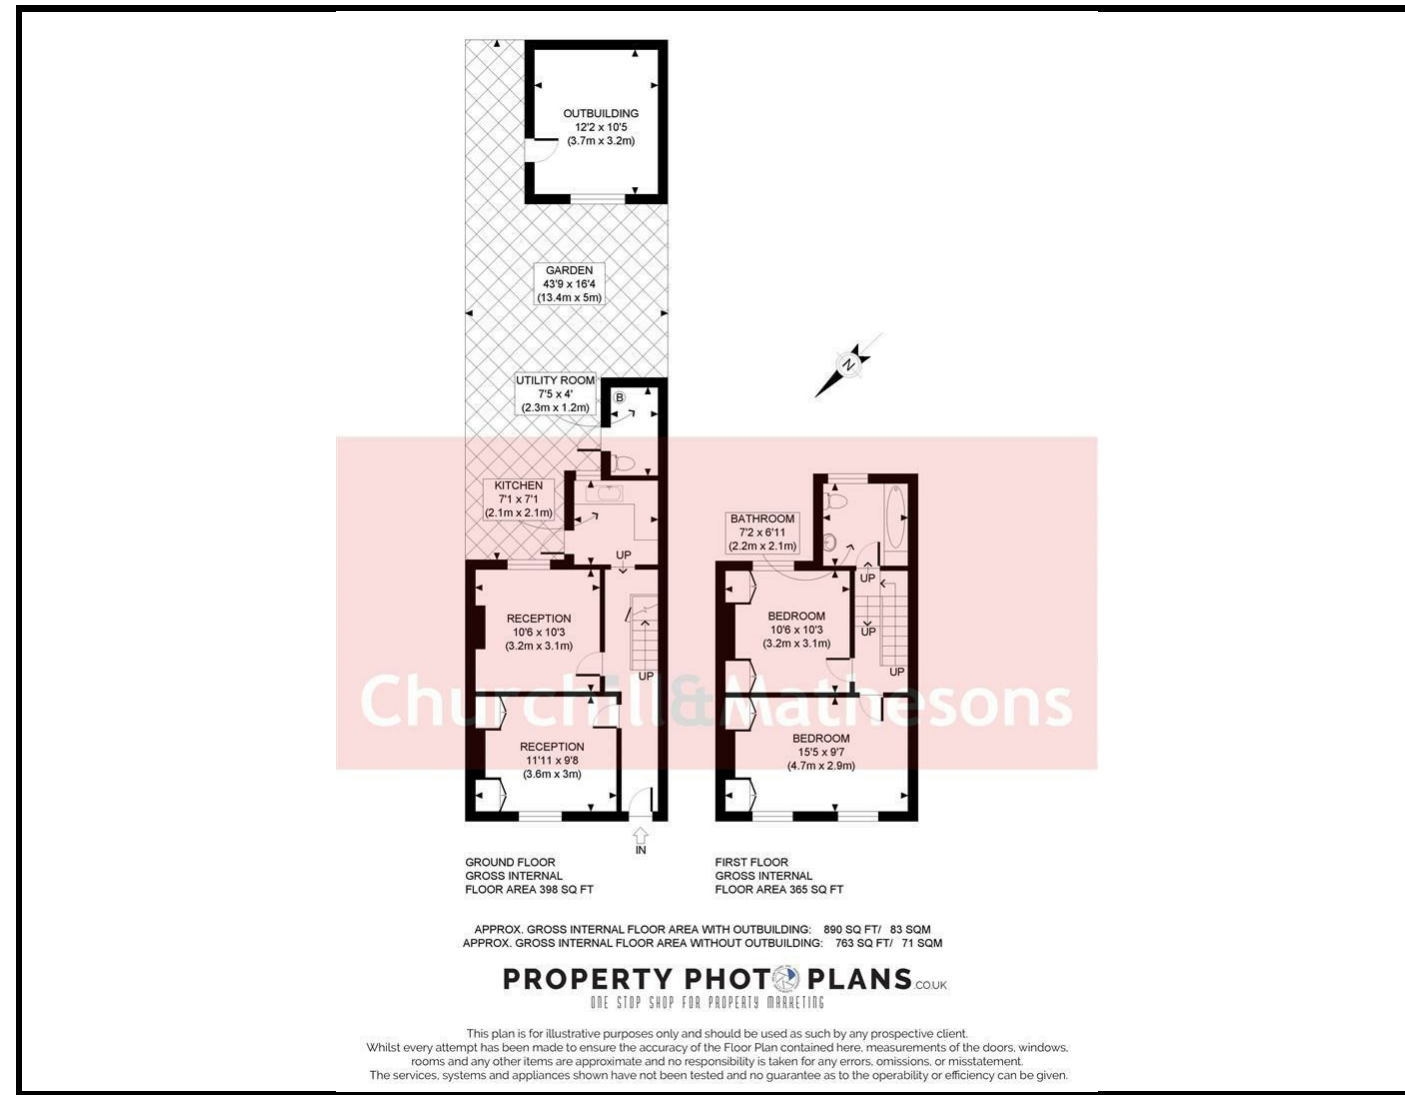 OUTBUILDING
12'2 x 10'5
(3.7m x 3.2m)
GARDEN
43'9 x 16'4
(13.4m x 5m)
N
UTILITY ROOM
7'5 x 4'
(2.3m x 1.2m)
B
KITCHEN
7'1 x 7'1
(2.1m x 2.1m)
UP
RECEPTION
10'6 x 10'3
(3.2m x 3.1m)
UP
RECEPTION
11'11 x 9'8
(3.6m x 3m)
IN
BATHROOM
7'2 x 6'11
(2.2m x 2.1m)
UP
BEDROOM
10'6 x 10'3
(3.2m x 3.1m)
UP
UP
BEDROOM
15'5 x 9'7
(4.7m x 2.9m)
Churchill&Mathesons
GROUND FLOOR
GROSS INTERNAL
FLOOR AREA 398 SQ FT
FIRST FLOOR
GROSS INTERNAL
FLOOR AREA 365 SQ FT
APPROX. GROSS INTERNAL FLOOR AREA WITH OUTBUILDING: 890 SQ FT/ 83 SQM
APPROX. GROSS INTERNAL FLOOR AREA WITHOUT OUTBUILDING: 763 SQ FT/ 71 SQM
PROPERTY PHOTO PLANS.CO.UK
ONE STOP SHOP FOR PROPERTY MARKETING
This plan is for illustrative purposes only and should be used as such by any prospective client.
Whilst every attempt has been made to ensure the accuracy of the Floor Plan contained here, measurements of the doors, windows,
rooms and any other items are approximate and no responsibility is taken for any errors, omissions, or misstatement.
The services, systems and appliances shown have not been tested and no guarantee as to the operability or efficiency can be given.